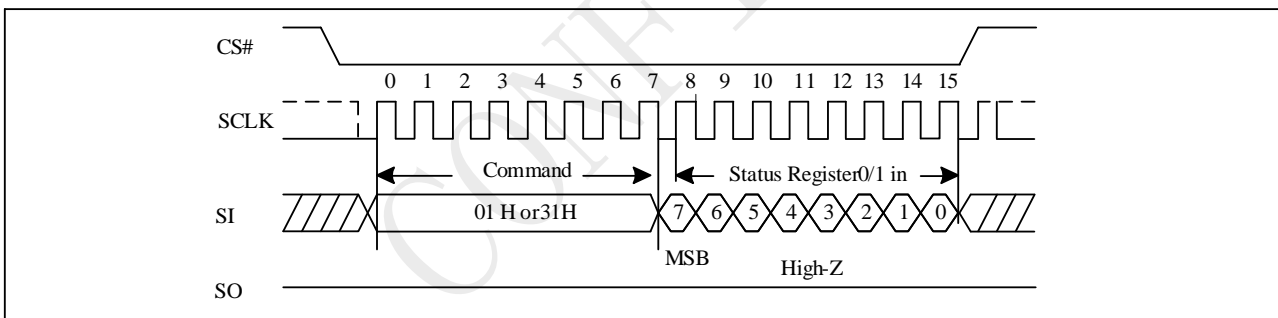 CS#
0 1 2 3 4 5 6 7 8 9 10 11 12 13 14 15
SCLK
Command
Status Register0/1 in
SI
01 H or31H
7 6 5 4 3 2 1 0
MSB
High-Z
SO